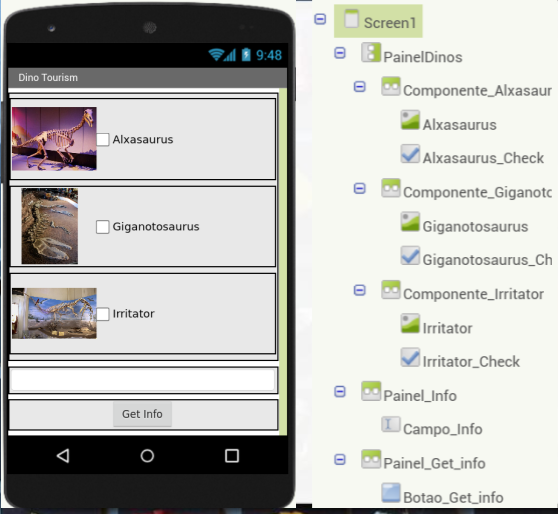 9:48
Dino Tourism
Alxasaurus
Giganotosaurus
Irritator
Get Info
Screen1
PainelDinos
Componente_Alxasaur
Alxasaurus
Alxasaurus_Check
Componente_Giganoto
Giganotosaurus
Giganotosaurus_Ch
Componente_Irritator
Irritator
Irritator_Check
Painel_Info
Campo_Info
Painel_Get_info
Botao_Get_info